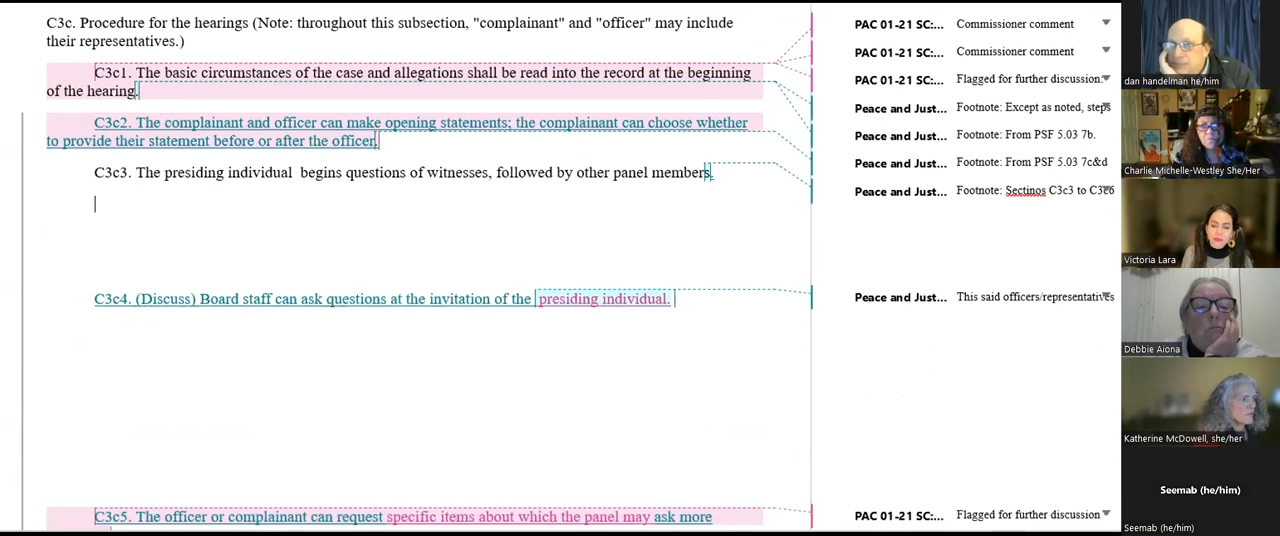 C3c. Procedure for the hearings (Note: throughout this subsection, "complainant" and "officer" may include
their representatives.)
C3c1. The basic circumstances of the case and allegations shall be read into the record at the beginning
of the hearing.
C3c2. The complainant and officer can make opening statements; the complainant can choose whether
to provide their statement before or after the officer.
C3c3. The presiding individual begins questions of witnesses, followed by other panel members.
C3c4. (Discuss) Board staff can ask questions at the invitation of the presiding individual.
C3c5. The officer or complainant can request specific items about which the panel may ask more
PAC 01-21 SC:... Commissioner comment
PAC 01-21 SC:... Commissioner comment
PAC 01-21 SC:... Flagged for further discussion:
Peace and Just... Footnote: Except as noted, steps
Peace and Just... Footnote: From PSF 5.03 7b.
Peace and Just... Footnote: From PSF 5.03 7c&d
Peace and Just... Footnote: Sectinos C3c3 to C3c6
Peace and Just... This said officers/representatives
PAC 01-21 SC:... Flagged for further discussion
dan handelman he/him
Charlie Michelle-Westley She/Her
Victoria Lara
Debbie Aiona
Katherine McDowell, she/her
Seemab (he/him)
Seemab (he/him)